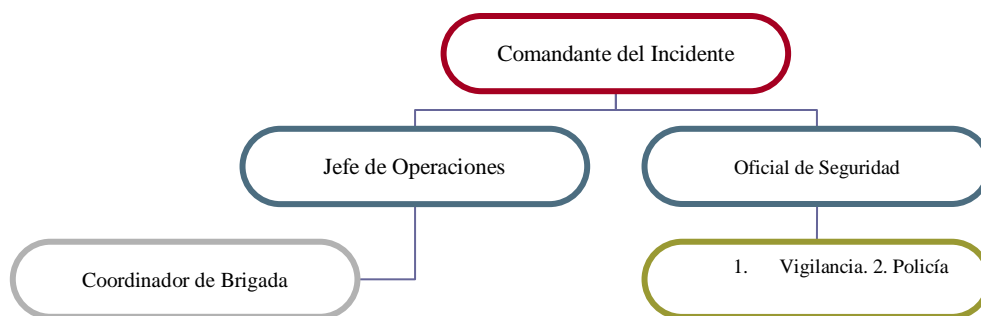 Comandante del Incidente
Jefe de Operaciones
Oficial de Seguridad
Coordinador de Brigada
1. Vigilancia. 2. Policía